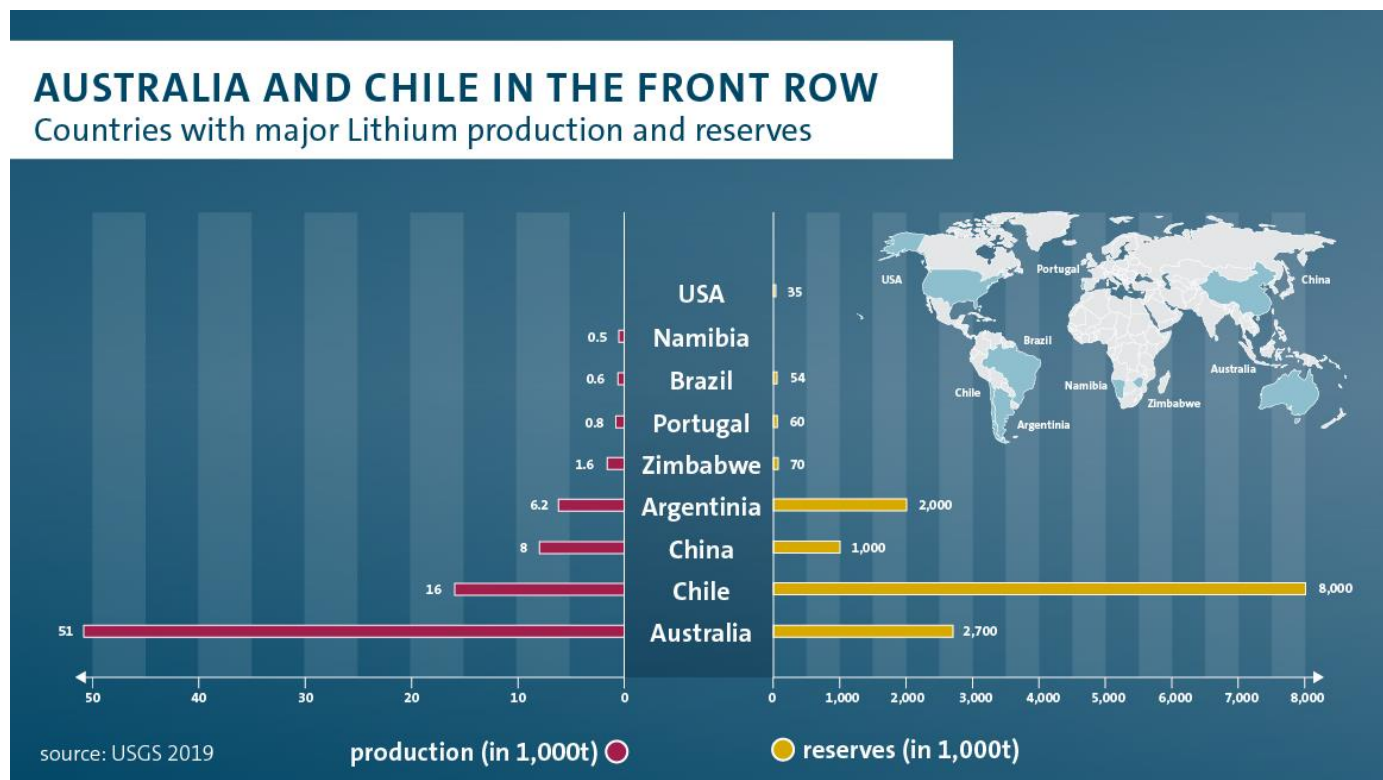 AUSTRALIA AND CHILE IN THE FRONT ROW
Countries with major Lithium production and reserves
USA 35
0.5 Namibia
0.6 Brazil 54
0.8 Portugal 60
1.6 Zimbabwe 70
6.2 Argentinia 2,000
8 China 1,000
16 Chile 8,000
51 Australia 2,700
50 40 30 20 10 0
0 1,000 2,000 3,000 4,000 5,000 6,000 7,000 8,000
USA
Portugal
China
Brazil
Chile
Argentinia
Namibia
Zimbabwe
Australia
source: USGS 2019
production (in 1,000t)
reserves (in 1,000t)